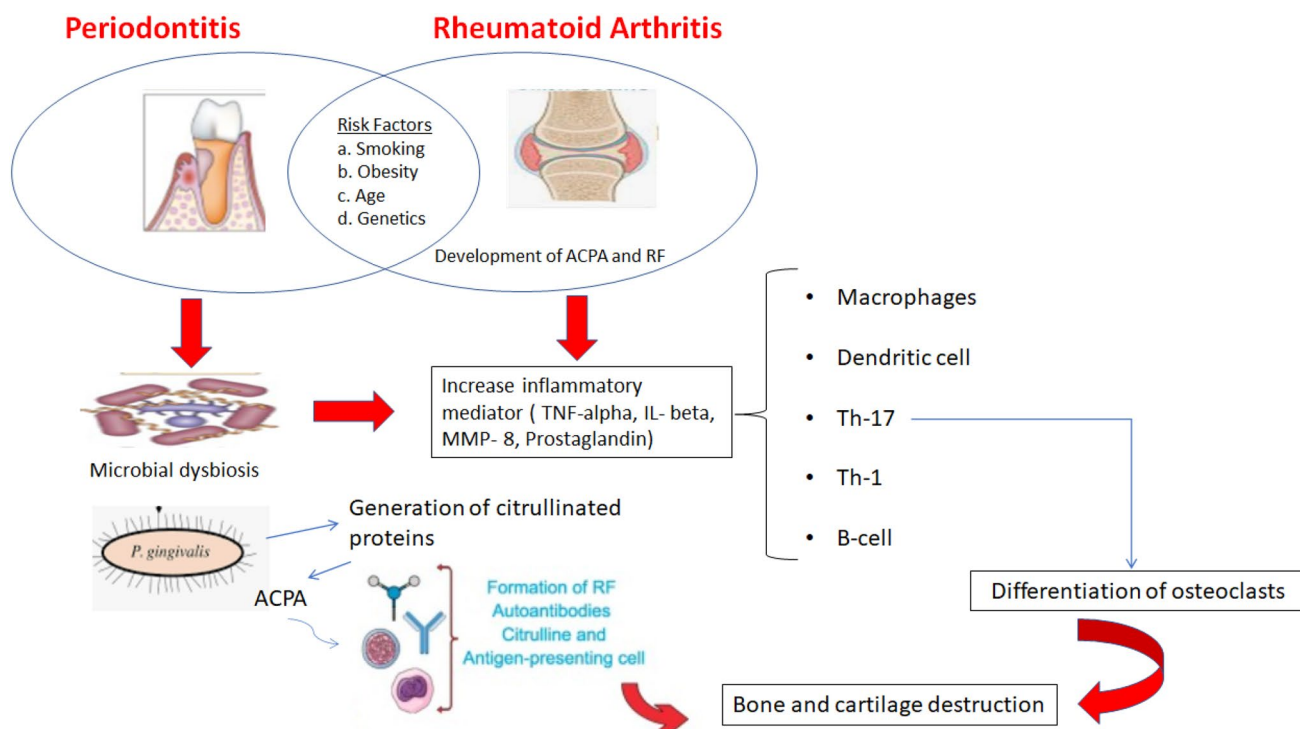 Periodontitis
Rheumatoid Arthritis
Risk Factors
a. Smoking
b. Obesity
c. Age
d. Genetics
Development of ACPA and RF
Microbial dysbiosis
Increase inflammatory
mediator ( TNF-alpha, IL- beta,
MMP- 8, Prostaglandin)
• Macrophages
• Dendritic cell
• Th-17
• Th-1
• B-cell
P. gingivalis
Generation of citrullinated
proteins
ACPA
Formation of RF
Autoantibodies
Citrulline and
Antigen-presenting cell
Differentiation of osteoclasts
Bone and cartilage destruction